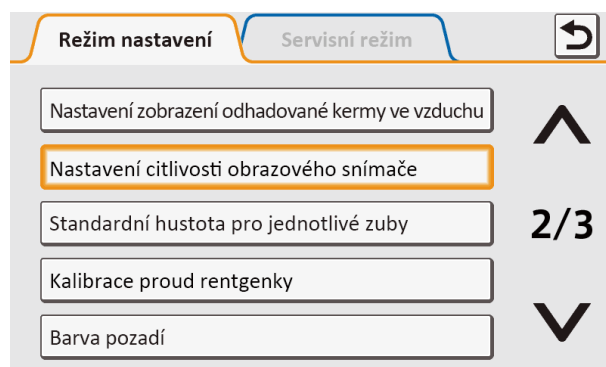 Režim nastavení
Servisní režim
Nastavení zobrazení odhadované kermy ve vzduchu
Nastavení citlivosti obrazového snímače
Standardní hustota pro jednotlivé zuby
2/3
Kalibrace proud rentgenky
Barva pozadí